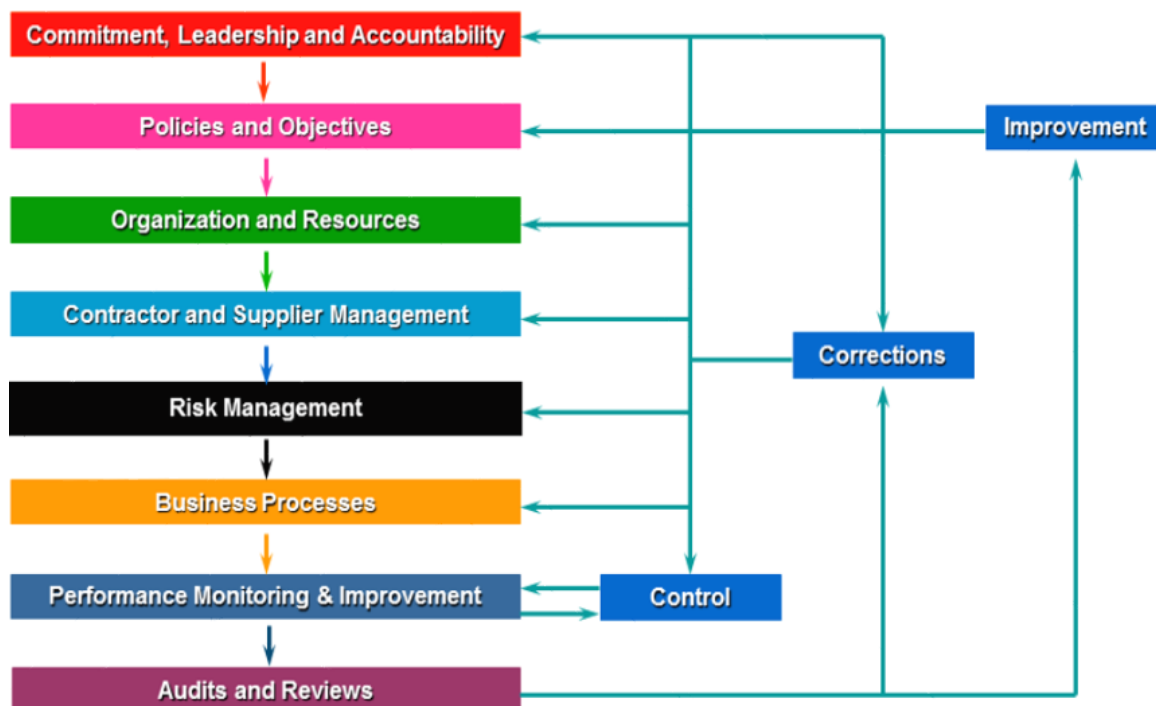 Commitment, Leadership and Accountability
Policies and Objectives
Improvement
Organization and Resources
Contractor and Supplier Management
Corrections
Risk Management
Business Processes
Performance Monitoring & Improvement
Control
Audits and Reviews